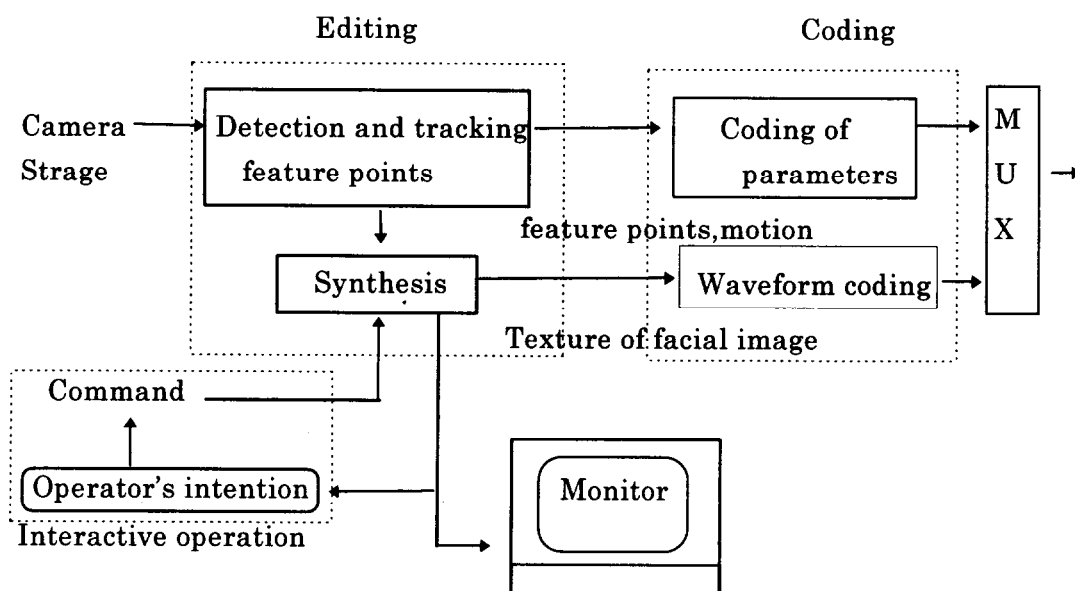 Editing
Coding
Camera
Strage
Detection and tracking
feature points
Coding of
parameters
M
U
X
feature points,motion
Synthesis
Waveform coding
Texture of facial image
Command
Operator's intention
Interactive operation
Monitor